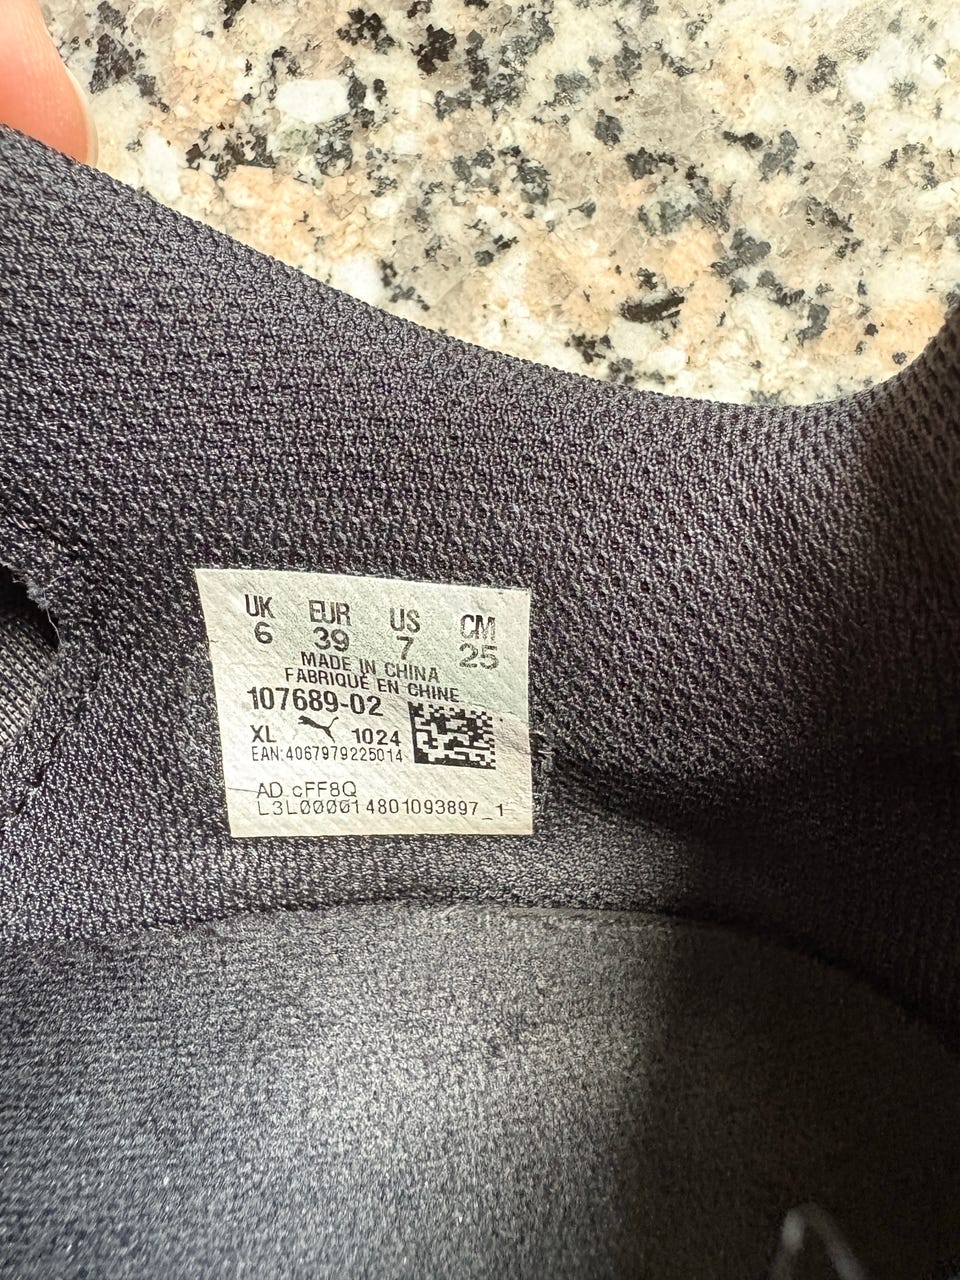 UK EUR US CM
6 39 7 25
MADE IN CHINA
FABRIQUÉ EN CHINE
107689-02
XL 1024
EAN:4067979225014
AD.cFF8Q
L3L000014801093897_1